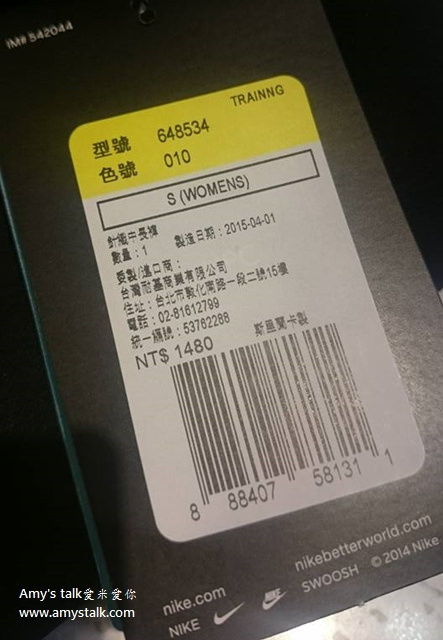 IM# 542044
TRAINNG
型號 648534
色號 010
S (WOMENS)
針織中長褲
數量：1 製造日期：2015-04-01
委製/進口商：
台灣耐基商業有限公司
住址：台北市敦化南路一段二號15樓
電話：02-81612799
統一編號：53762288
NT$ 1480 斯里蘭卡製
8 88407 58131 1
nike.com nikebetterworld.com
NIKE NIKE SWOOSH © 2014 Nike
Amy's talk愛米愛你
www.amystalk.com